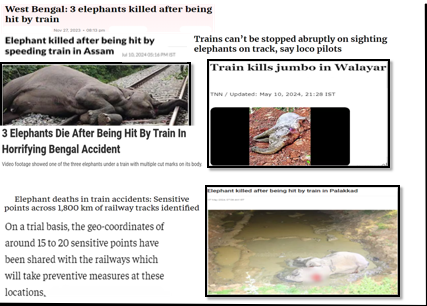 West Bengal: 3 elephants killed after being
hit by train
Nov 27, 2023 • 08:13 pm
Elephant killed after being hit by
speeding train in Assam
Jul 10, 2024 05:16 PM IST
3 Elephants Die After Being Hit By Train In
Horrifying Bengal Accident
Video footage showed one of the three elephants under a train with multiple cut marks on its body.
Trains can't be stopped abruptly on sighting
elephants on track, say loco pilots
Train kills jumbo in Walayar
TNN / Updated: May 10, 2024, 21:28 IST
Elephant deaths in train accidents: Sensitive
points across 1,800 km of railway tracks identified
On a trial basis, the geo-coordinates of
around 15 to 20 sensitive points have
been shared with the railways which
will take preventive measures at these
locations,
Elephant killed after being hit by train in Palakkad